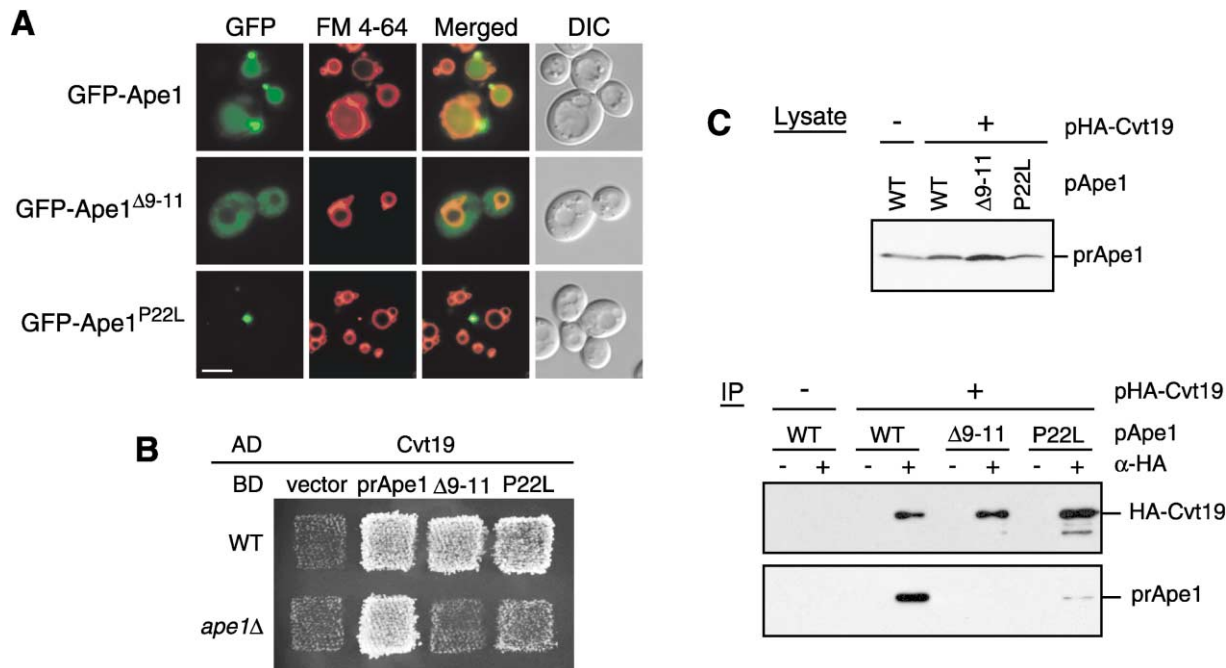 A
GFP FM 4-64 Merged DIC
GFP-Ape1
GFP-Ape1Δ9-11
GFP-Ape1P22L
B
AD Cvt19
BD vector prApe1 Δ9-11 P22L
WT
ape1Δ
C
Lysate - + pHA-Cvt19
WT WT Δ9-11 P22L pApe1
prApe1
IP - + pHA-Cvt19
WT WT Δ9-11 P22L pApe1
- + - + - + - + α-HA
HA-Cvt19
prApe1